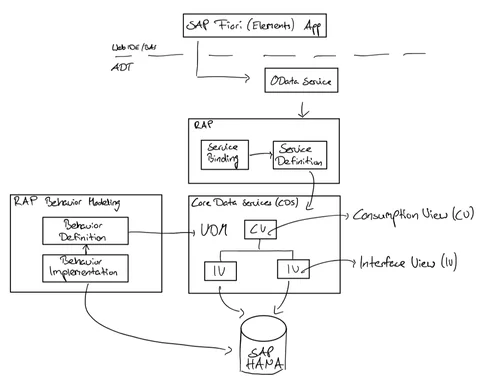 SAP Fiori (Elements) App
Web IDE/BAS
ADT
OData Service
RAP
Service
Binding
Service
Definition
RAP Behavior Modeling
Behavior
Definition
Behavior
Implementation
Core Data Services (CDS)
VDM
CV
IV
IV
Consumption View (CV)
Interface View (IV)
SAP
HANA